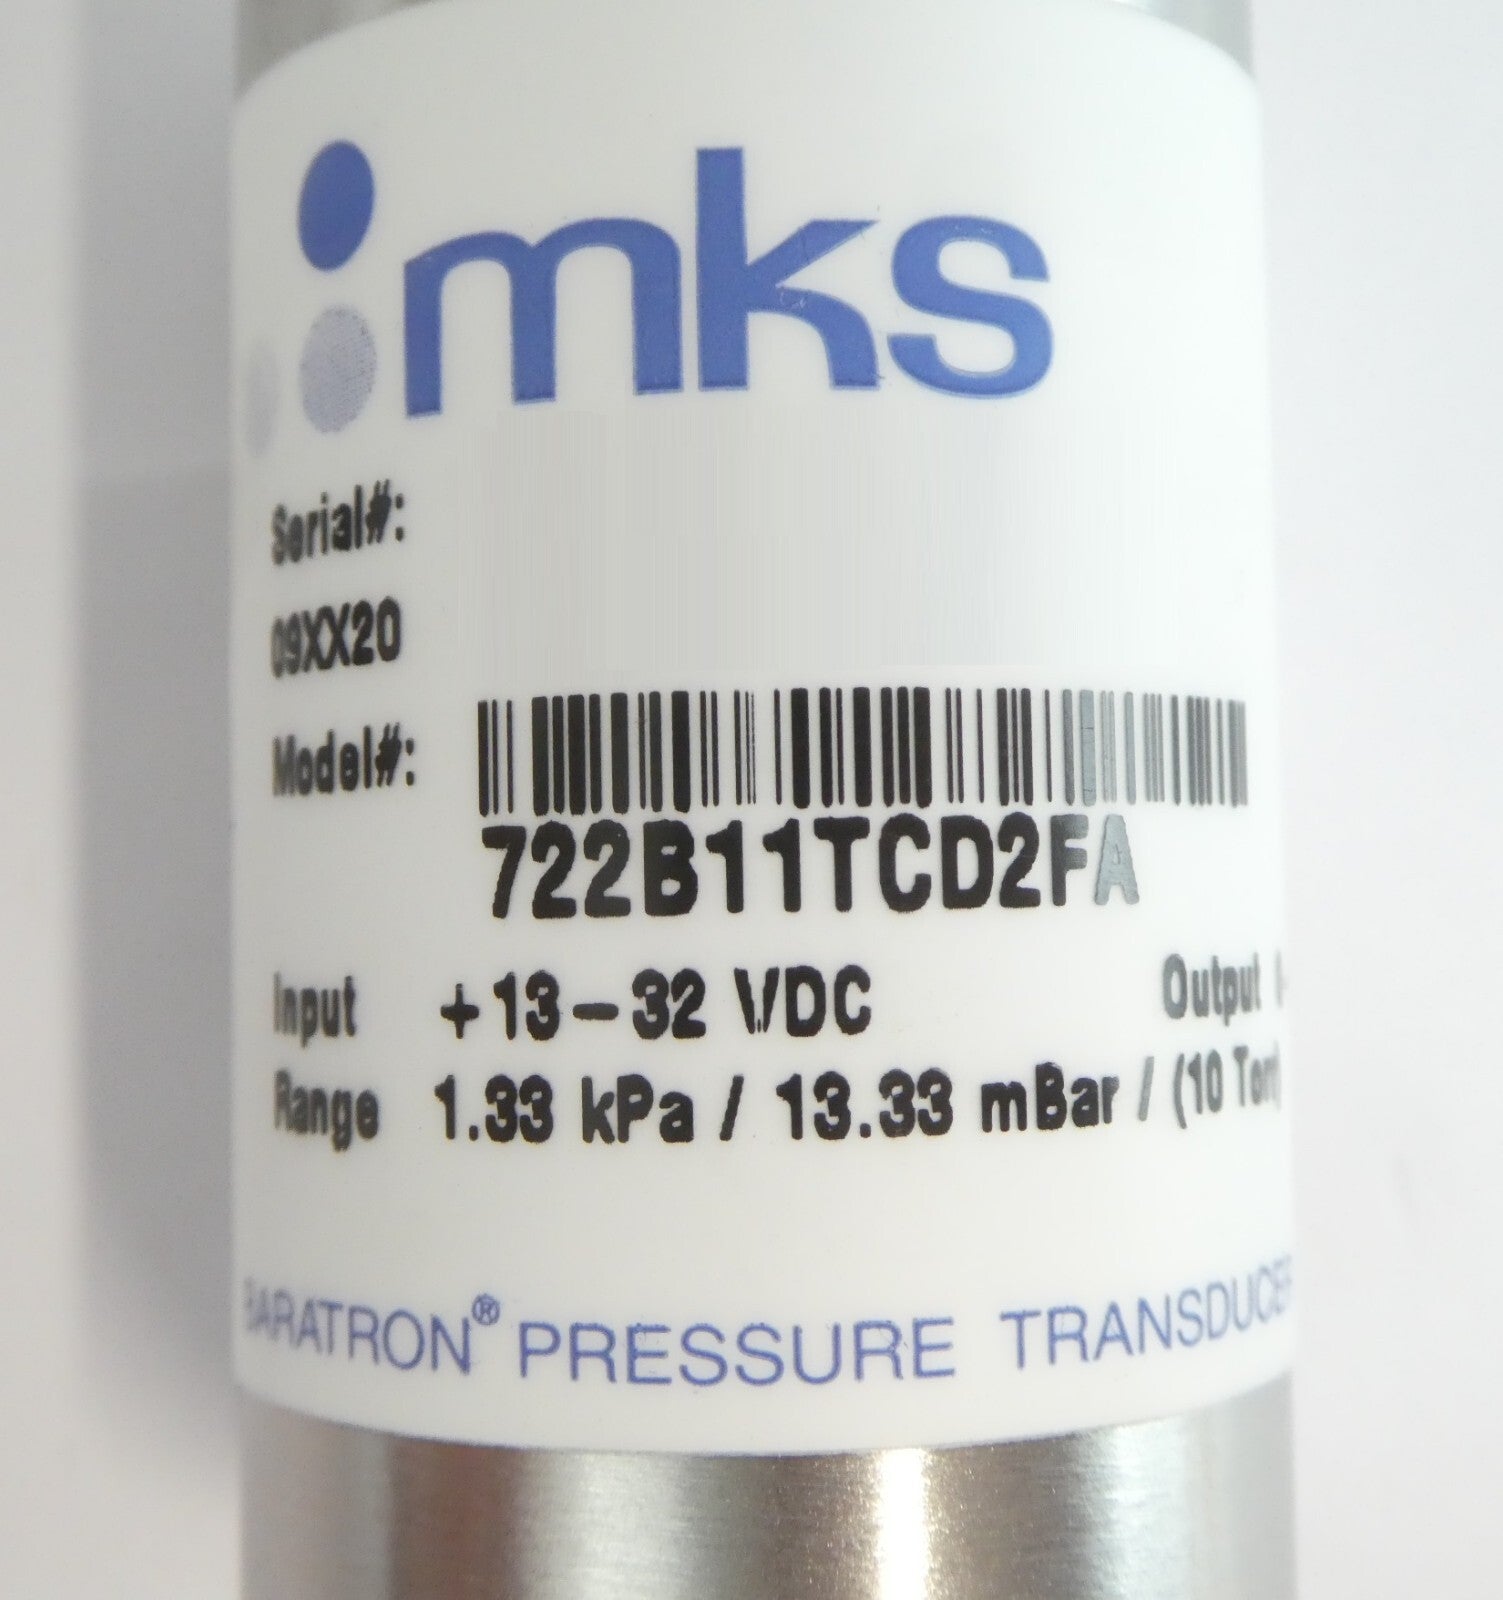 mks
Serial#:
09XX20
Model#:
722B11TCD2FA
Input +13-32 VDC Output
Range 1.33 kPa / 13.33 mBar / (10 Torr)
BARATRON® PRESSURE TRANSDUCER